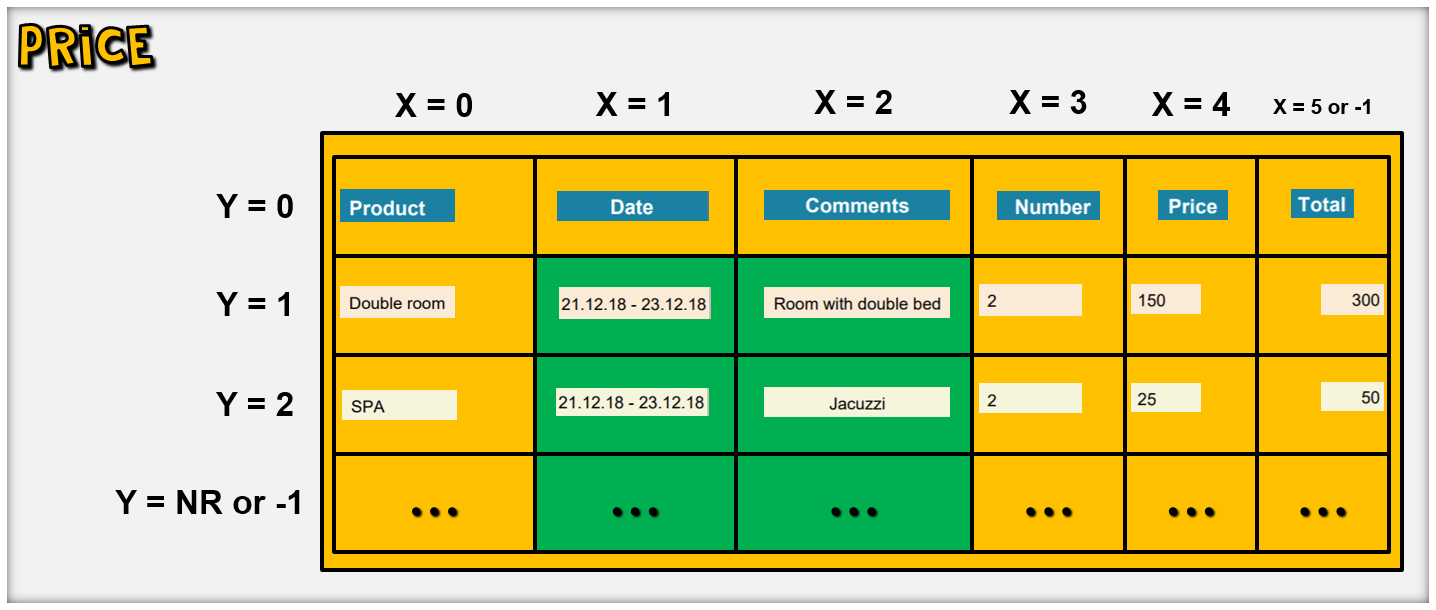 PRiCE
X = 0 X = 1 X = 2 X = 3 X = 4 X = 5 or -1
Y = 0 Product Date Comments Number Price Total
Y = 1 Double room 21.12.18 - 23.12.18 Room with double bed 2 150 300
Y = 2 SPA 21.12.18 - 23.12.18 Jacuzzi 2 25 50
Y = NR or -1 ... ... ... ... ... ...